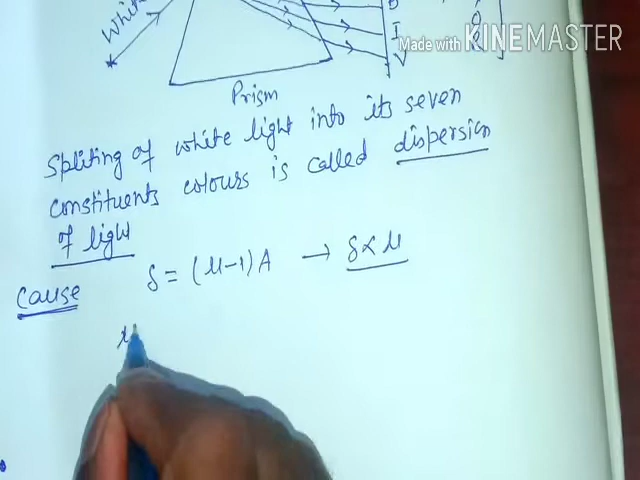 White
B
I
V
O
R
Made with KINEMASTER
Prism
Spliting of white light into its seven
constituents colours is called dispersion
of light
Cause δ = (μ-1) A → δ ∝ μ